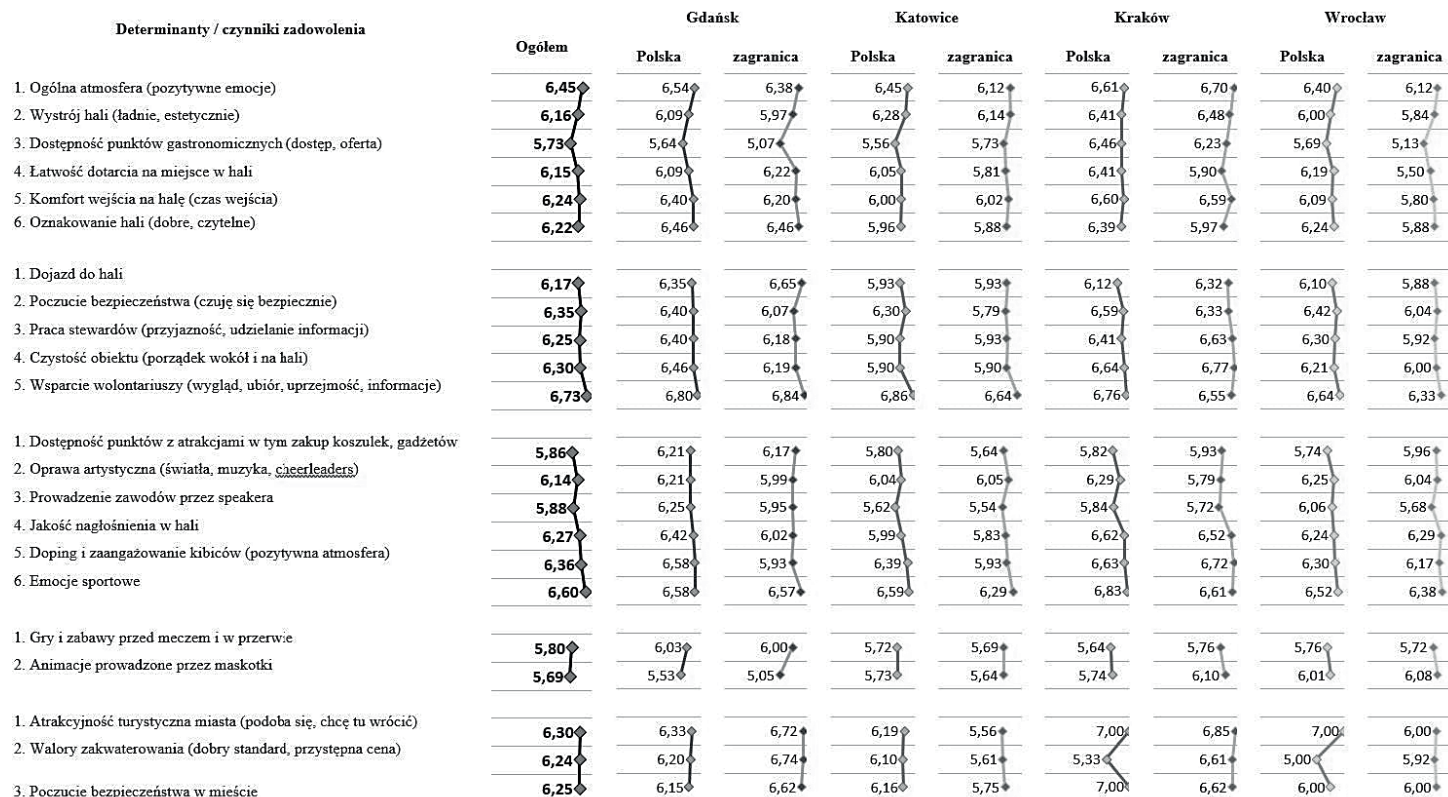 Determinanty / czynniki zadowolenia Ogółem Gdańsk Katowice Kraków Wrocław
Polska zagranica Polska zagranica Polska zagranica Polska zagranica
1. Ogólna atmosfera (pozytywne emocje) 6,45 6,54 6,38 6,45 6,12 6,61 6,70 6,40 6,12
2. Wystrój hali (ładnie, estetycznie) 6,16 6,09 5,97 6,28 6,14 6,41 6,48 6,00 5,84
3. Dostępność punktów gastronomicznych (dostęp, oferta) 5,73 5,64 5,07 5,56 5,73 6,46 6,23 5,69 5,13
4. Łatwość dotarcia na miejsce w hali 6,15 6,09 6,22 6,05 5,81 6,41 5,90 6,19 5,50
5. Komfort wejścia na halę (czas wejścia) 6,24 6,40 6,20 6,00 6,02 6,60 6,59 6,09 5,80
6. Oznakowanie hali (dobre, czytelne) 6,22 6,46 6,46 5,96 5,88 6,39 5,97 6,24 5,88
1. Dojazd do hali 6,17 6,35 6,65 5,93 5,93 6,12 6,32 6,10 5,88
2. Poczucie bezpieczeństwa (czuję się bezpiecznie) 6,35 6,40 6,07 6,30 5,79 6,59 6,33 6,42 6,04
3. Praca stewardów (przyjazność, udzielanie informacji) 6,25 6,40 6,18 5,90 5,93 6,41 6,63 6,30 5,92
4. Czystość obiektu (porządek wokół i na hali) 6,30 6,46 6,19 5,90 5,90 6,64 6,77 6,21 6,00
5. Wsparcie wolontariuszy (wygląd, ubiór, uprzejmość, informacje) 6,73 6,80 6,84 6,86 6,64 6,76 6,55 6,64 6,33
1. Dostępność punktów z atrakcjami w tym zakup koszulek, gadżetów 5,86 6,21 6,17 5,80 5,64 5,82 5,93 5,74 5,96
2. Oprawa artystyczna (światła, muzyka, cheerleaders) 6,14 6,21 5,99 6,04 6,05 6,29 5,79 6,25 6,04
3. Prowadzenie zawodów przez speakera 5,88 6,25 5,95 5,62 5,54 5,84 5,72 6,06 5,68
4. Jakość nagłośnienia w hali 6,27 6,42 6,02 5,99 5,83 6,62 6,52 6,24 6,29
5. Doping i zaangażowanie kibiców (pozytywna atmosfera) 6,36 6,58 5,93 6,39 5,93 6,63 6,72 6,30 6,17
6. Emocje sportowe 6,60 6,58 6,57 6,59 6,29 6,83 6,61 6,52 6,38
1. Gry i zabawy przed meczem i w przerwie 5,80 6,03 6,00 5,72 5,69 5,64 5,76 5,76 5,72
2. Animacje prowadzone przez maskotki 5,69 5,53 5,05 5,73 5,64 5,74 6,10 6,01 6,08
1. Atrakcyjność turystyczna miasta (podoba się, chcę tu wrócić) 6,30 6,33 6,72 6,19 5,56 7,00 6,85 7,00 6,00
2. Walory zakwaterowania (dobry standard, przystępna cena) 6,24 6,20 6,74 6,10 5,61 5,33 6,61 5,00 5,92
3. Poczucie bezpieczeństwa w mieście 6,25 6,15 6,62 6,16 5,75 7,00 6,62 6,00 6,00